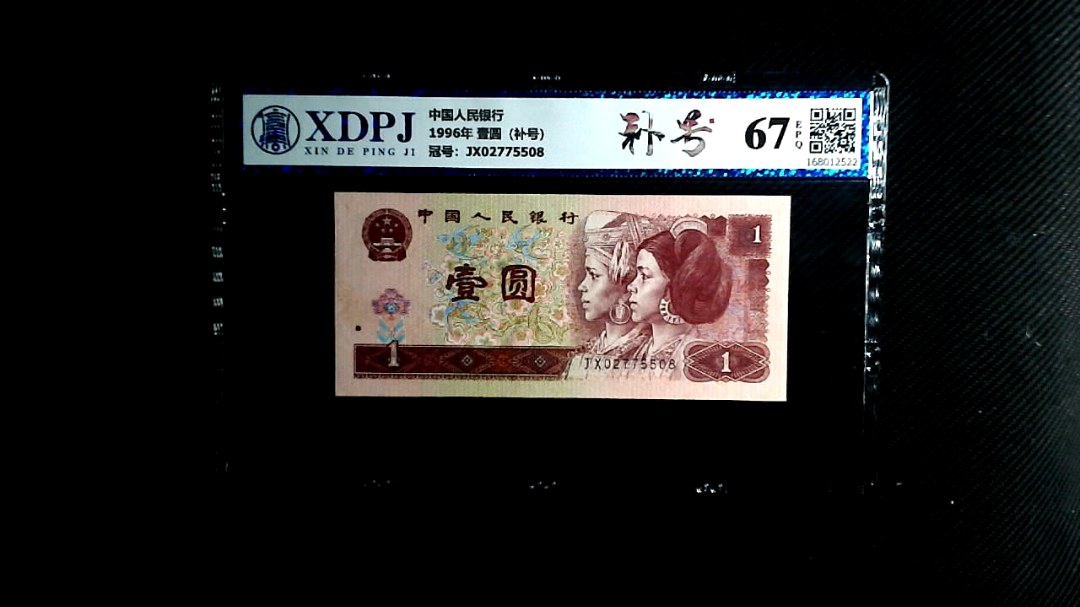 XDPJ
XIN DE PING JI
中国人民银行
1996年 壹圆（补号）
冠号：JX02775508
补号
67
EPQ
168012522
中国人民银行
1
壹圆
1
JX02775508
1